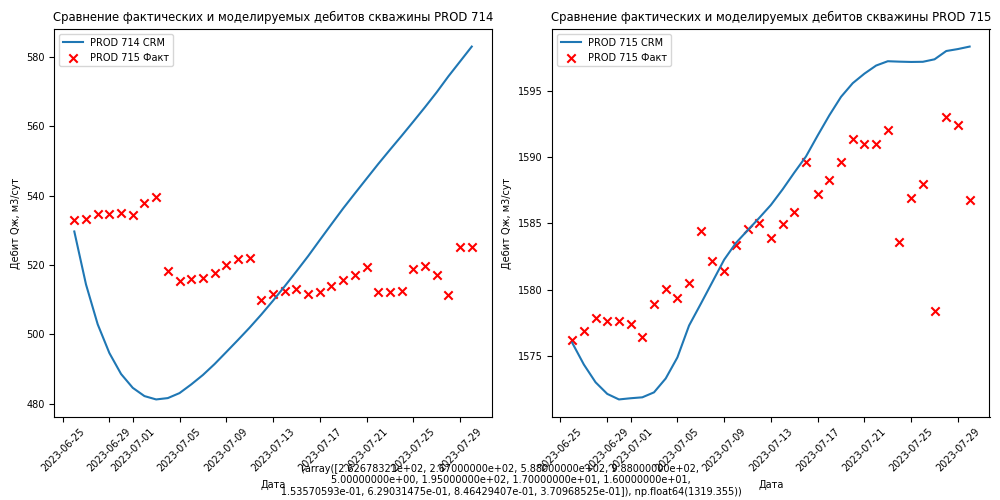 Сравнение фактических и моделируемых дебитов скважины PROD 714
PROD 714 CRM
PROD 715 Факт
Дебит Qж, м3/сут
580
560
540
520
500
480
2023-06-25
2023-06-29
2023-07-01
2023-07-05
2023-07-09
2023-07-13
2023-07-17
2023-07-21
2023-07-25
2023-07-29
Дата
Сравнение фактических и моделируемых дебитов скважины PROD 715
PROD 715 CRM
PROD 715 Факт
Дебит Qж, м3/сут
1595
1590
1585
1580
1575
2023-06-25
2023-06-29
2023-07-01
2023-07-05
2023-07-09
2023-07-13
2023-07-17
2023-07-21
2023-07-25
2023-07-29
Дата
5.00000000e+00, 1.95000000e+02, 1.70000000e+01, 1.60000000e+01,
1.53570593e-01, 6.29031475e-01, 8.46429407e-01, 3.70968525e-01]), np.float64(1319.355))